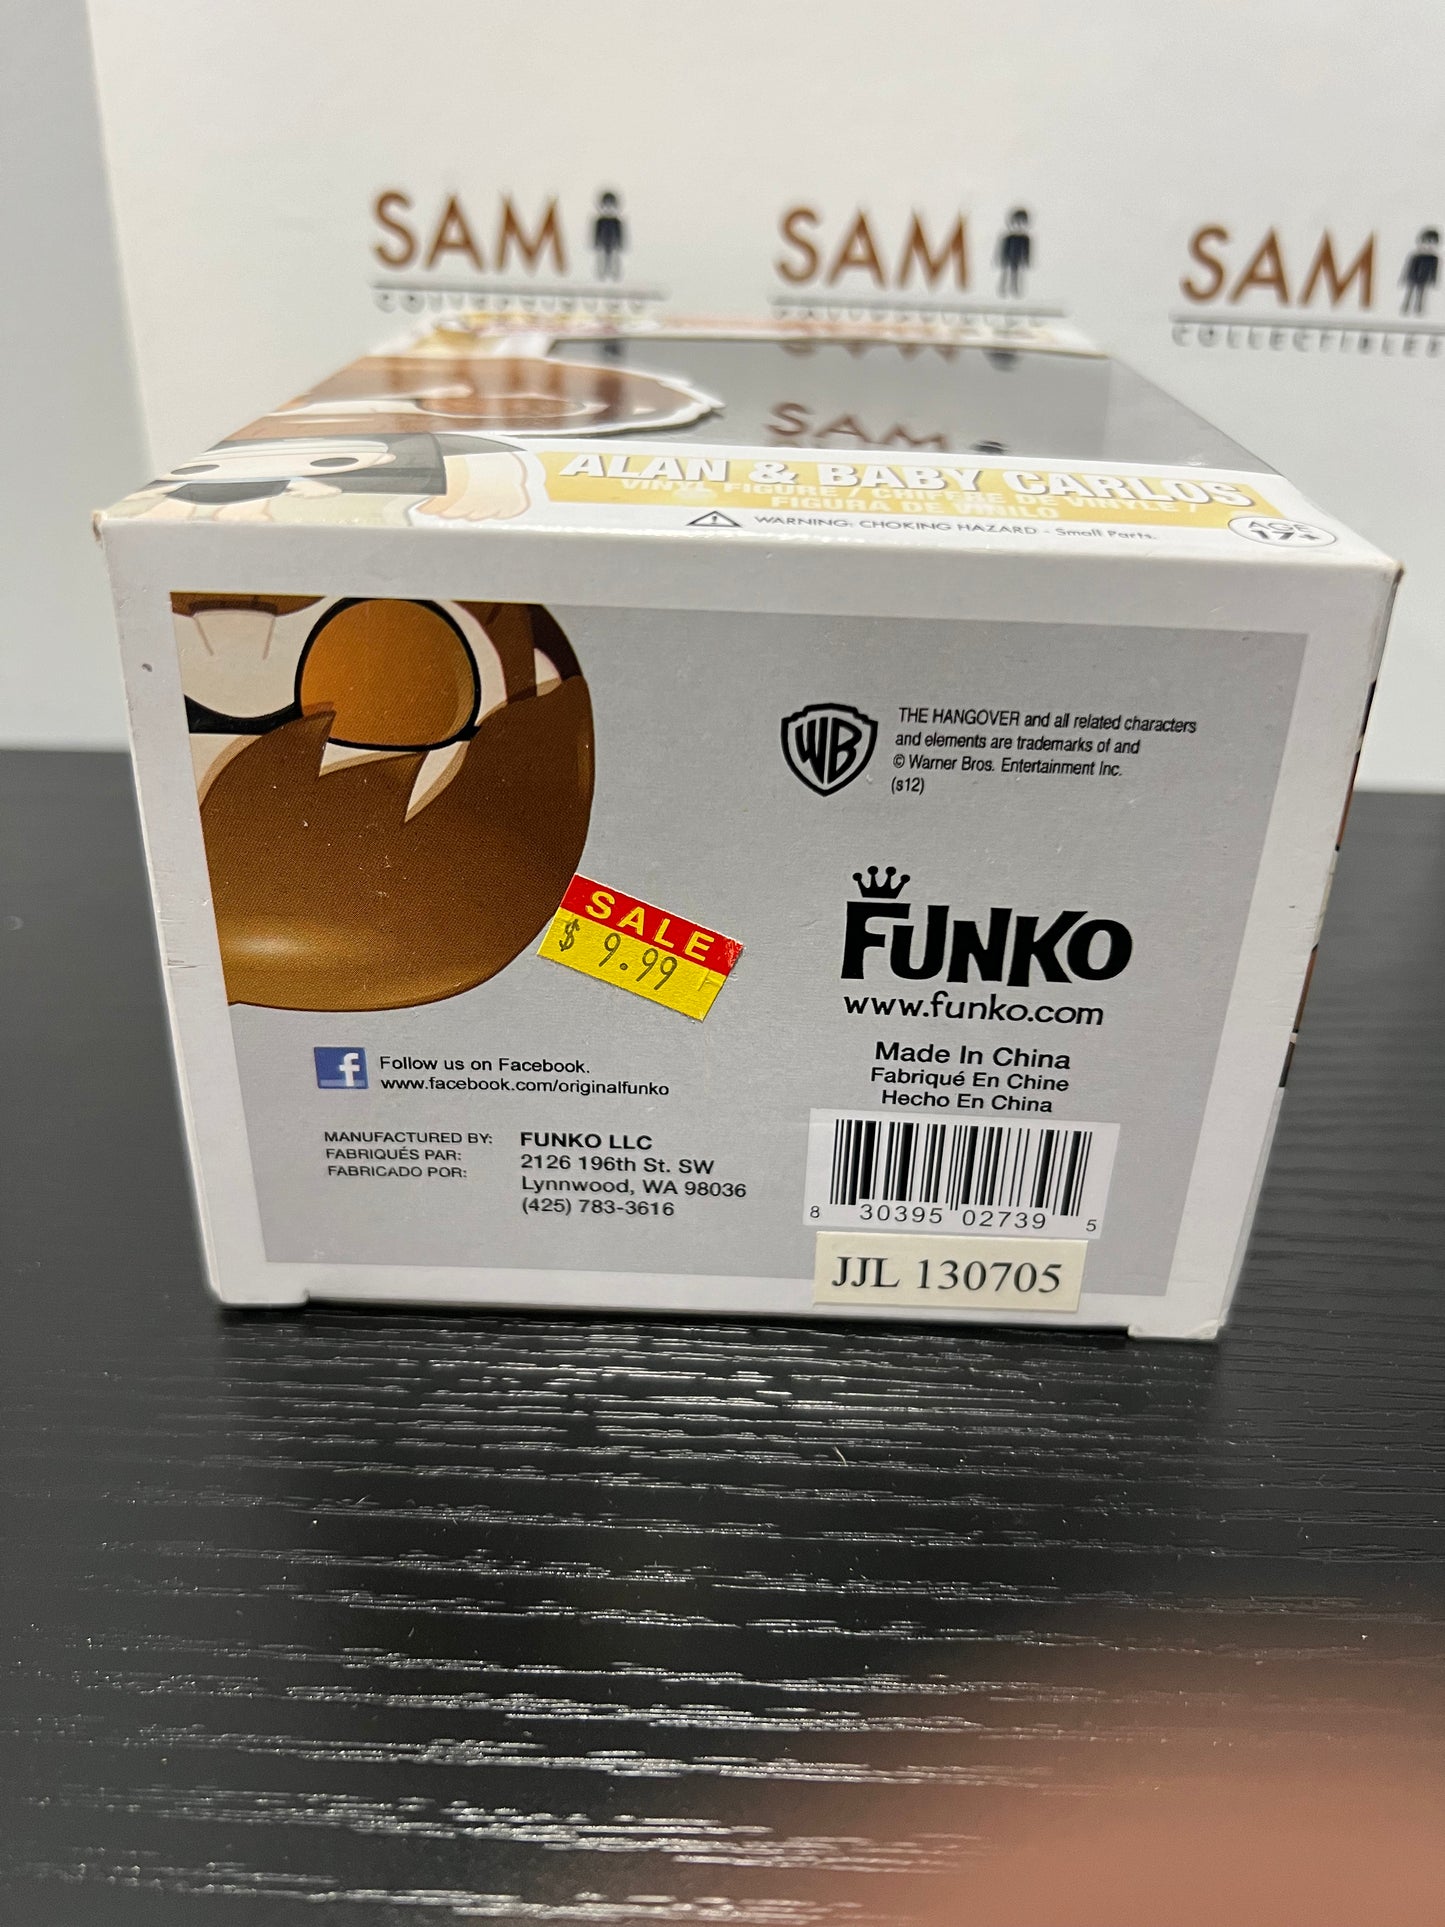 SAM
SAM
SAM
COLLECTIBLES
SAM
ALAN & BABY CARLOS
VINYL FIGURE / CHIFFRE DE VINYLE /
FIGURA DE VINILO
WARNING: CHOKING HAZARD - Small Parts.
AGE
17+
WB
THE HANGOVER and all related characters
and elements are trademarks of and
© Warner Bros. Entertainment Inc.
(s12)
SALE
$ 9.99
FUNKO
www.funko.com
Made In China
Fabriqué En Chine
Hecho En China
f
Follow us on Facebook.
www.facebook.com/originalfunko
MANUFACTURED BY:
FABRIQUÉS PAR:
FABRICADO POR:
FUNKO LLC
2126 196th St. SW
Lynnwood, WA 98036
(425) 783-3616
8 30395 02739 5
JJL 130705